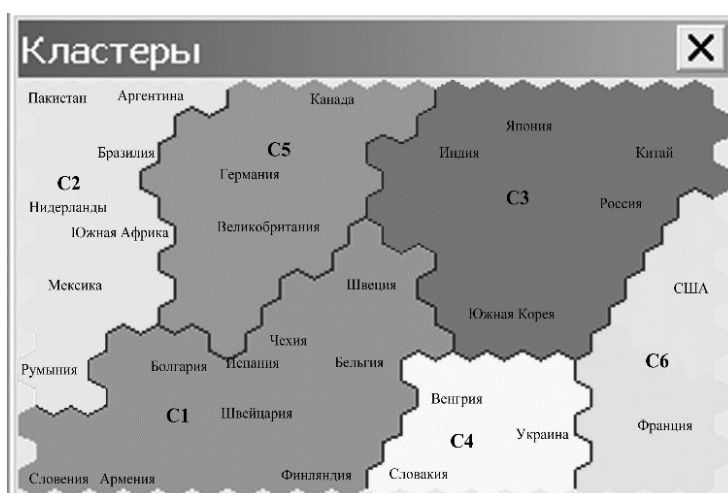 Кластеры
Пакистан
Аргентина
Канада
Япония
Бразилия
C5
Индия
Китай
C2
Германия
C3
Нидерланды
Россия
Южная Африка
Великобритания
Мексика
Швеция
США
Южная Корея
Чехия
Румыния
Болгария
Испания
Бельгия
C6
Венгрия
C1
Швейцария
Франция
Украина
C4
Словения
Армения
Финляндия
Словакия